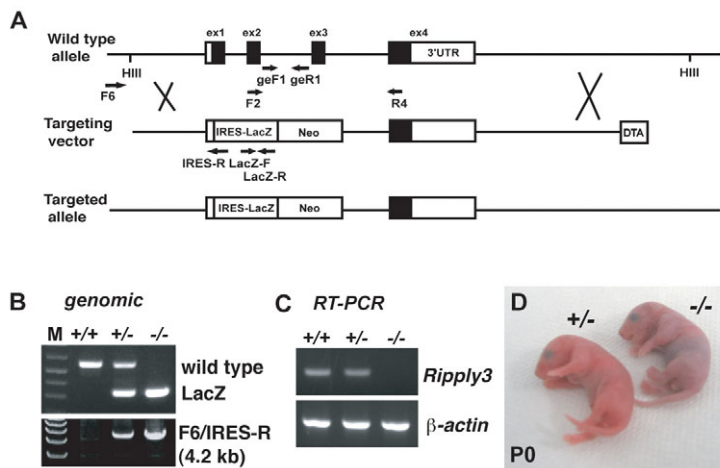 A
Wild type allele
ex1 ex2 ex3 ex4
3'UTR
HIII HIII
geF1 geR1
F6 F2 R4
Targeting vector
IRES-LacZ Neo DTA
IRES-R LacZ-F
LacZ-R
Targeted allele
IRES-LacZ Neo
B genomic
M +/+ +/- -/-
wild type
LacZ
F6/IRES-R
(4.2 kb)
C RT-PCR
+/+ +/- -/-
Ripply3
β-actin
D
+/- -/-
P0